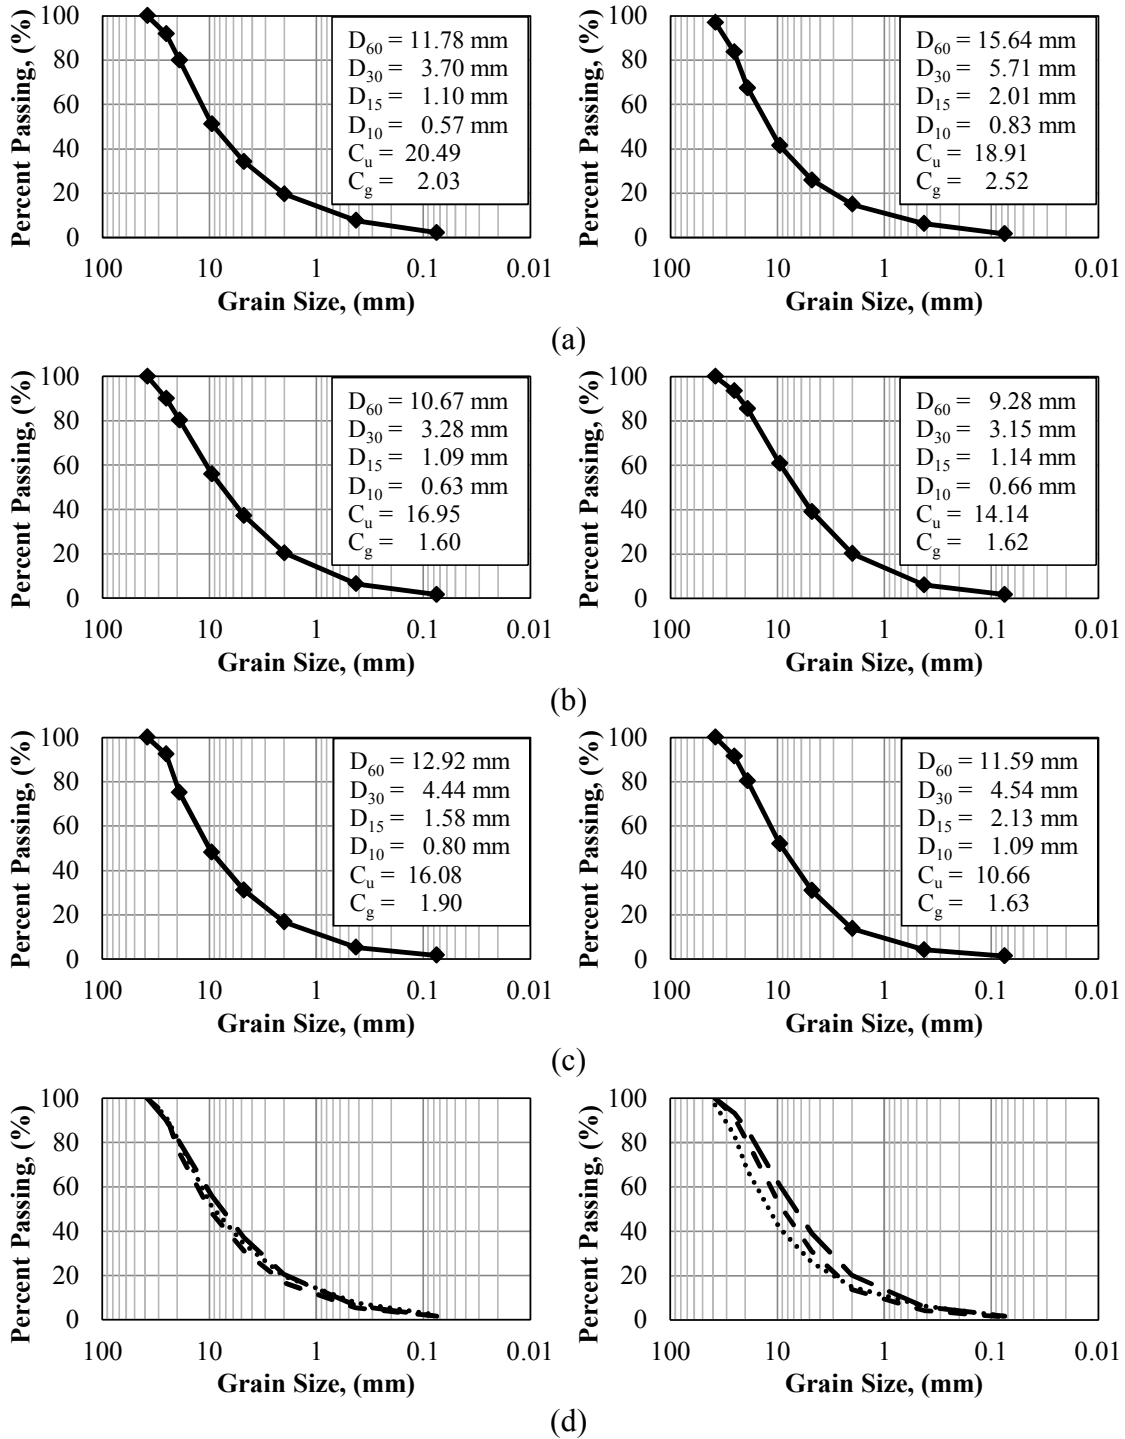 100
80
60
40
20
0
Percent Passing, (%)
100 10 1 0.1 0.01
Grain Size, (mm)
D60 = 11.78 mm
D30 = 3.70 mm
D15 = 1.10 mm
D10 = 0.57 mm
Cu = 20.49
Cg = 2.03
100
80
60
40
20
0
Percent Passing, (%)
100 10 1 0.1 0.01
Grain Size, (mm)
D60 = 15.64 mm
D30 = 5.71 mm
D15 = 2.01 mm
D10 = 0.83 mm
Cu = 18.91
Cg = 2.52
(a)
100
80
60
40
20
0
Percent Passing, (%)
100 10 1 0.1 0.01
Grain Size, (mm)
D60 = 10.67 mm
D30 = 3.28 mm
D15 = 1.09 mm
D10 = 0.63 mm
Cu = 16.95
Cg = 1.60
100
80
60
40
20
0
Percent Passing, (%)
100 10 1 0.1 0.01
Grain Size, (mm)
D60 = 9.28 mm
D30 = 3.15 mm
D15 = 1.14 mm
D10 = 0.66 mm
Cu = 14.14
Cg = 1.62
(b)
100
80
60
40
20
0
Percent Passing, (%)
100 10 1 0.1 0.01
Grain Size, (mm)
D60 = 12.92 mm
D30 = 4.44 mm
D15 = 1.58 mm
D10 = 0.80 mm
Cu = 16.08
Cg = 1.90
100
80
60
40
20
0
Percent Passing, (%)
100 10 1 0.1 0.01
Grain Size, (mm)
D60 = 11.59 mm
D30 = 4.54 mm
D15 = 2.13 mm
D10 = 1.09 mm
Cu = 10.66
Cg = 1.63
(c)
100
80
60
40
20
0
Percent Passing, (%)
100 10 1 0.1 0.01
Grain Size, (mm)
100
80
60
40
20
0
Percent Passing, (%)
100 10 1 0.1 0.01
Grain Size, (mm)
(d)